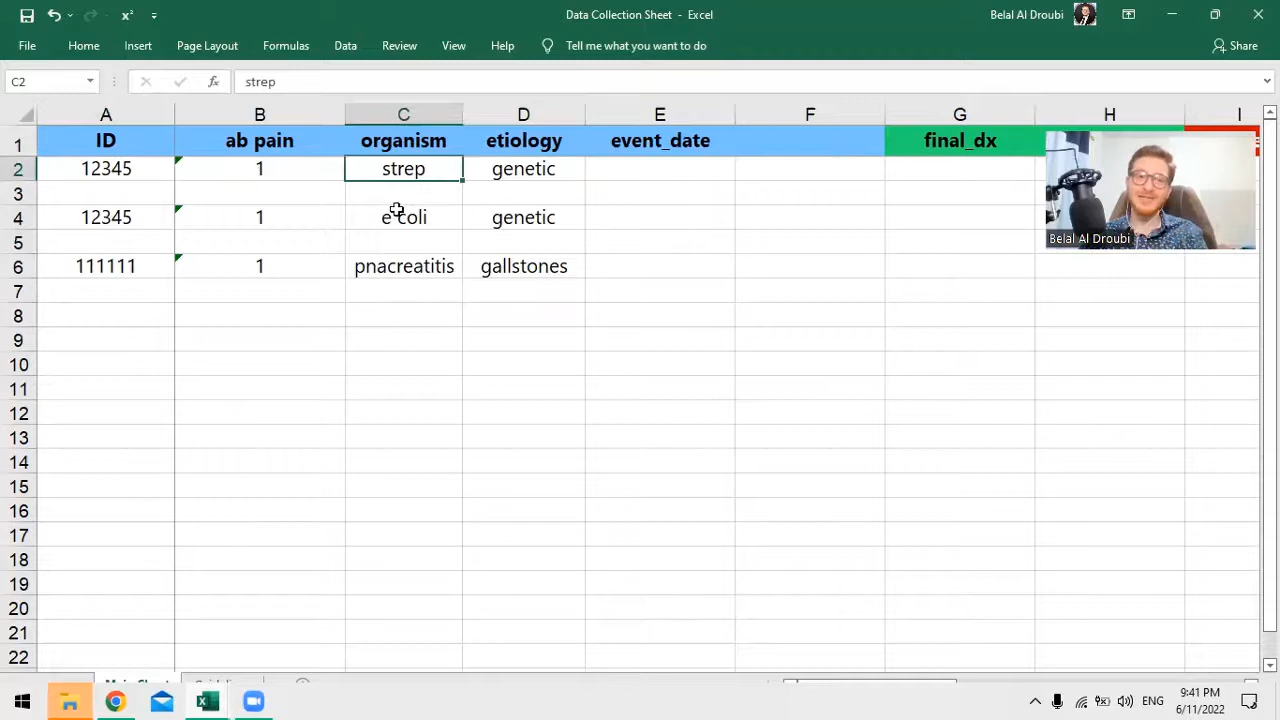 Data Collection Sheet - Excel
Belal Al Droubi
File Home Insert Page Layout Formulas Data Review View Help Tell me what you want to do Share
C2 fx strep
A B C D E F G H I
1 ID ab pain organism etiology event_date final_dx
2 12345 1 strep genetic
3
4 12345 1 e coli genetic
5
6 111111 1 pnacreatitis gallstones
7
8
9
10
11
12
13
14
15
16
17
18
19
20
21
22
Belal Al Droubi
ENG
9:41 PM
6/11/2022